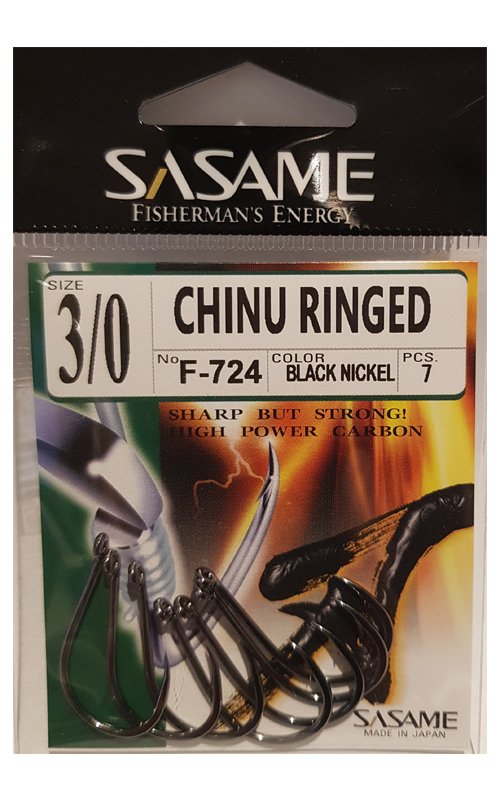 SASAME
FISHERMAN'S ENERGY
SIZE
3/0
CHINU RINGED
No F-724
COLOR
BLACK NICKEL
PCS.
7
SHARP BUT STRONG!
HIGH POWER CARBON
SASAME
MADE IN JAPAN